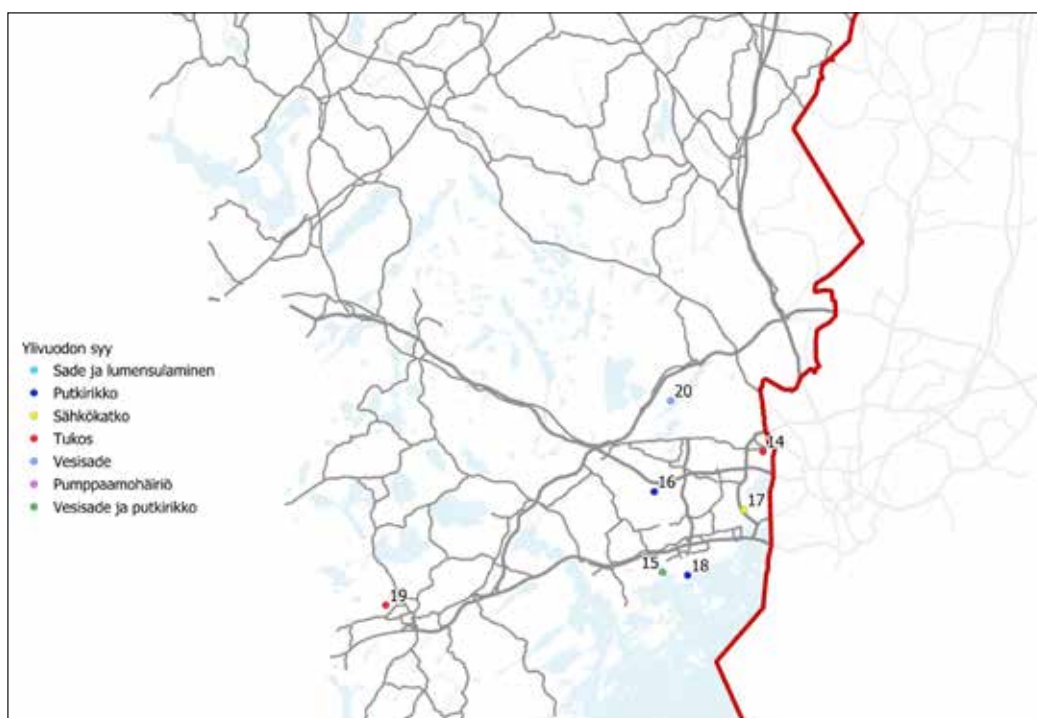 Ylivuodon syy
Sade ja lumensulaminen
Putkirikko
Sähkökatko
Tukos
Vesisade
Pumppaamohäiriö
Vesisade ja putkirikko
20
14
16
17
15
18
19